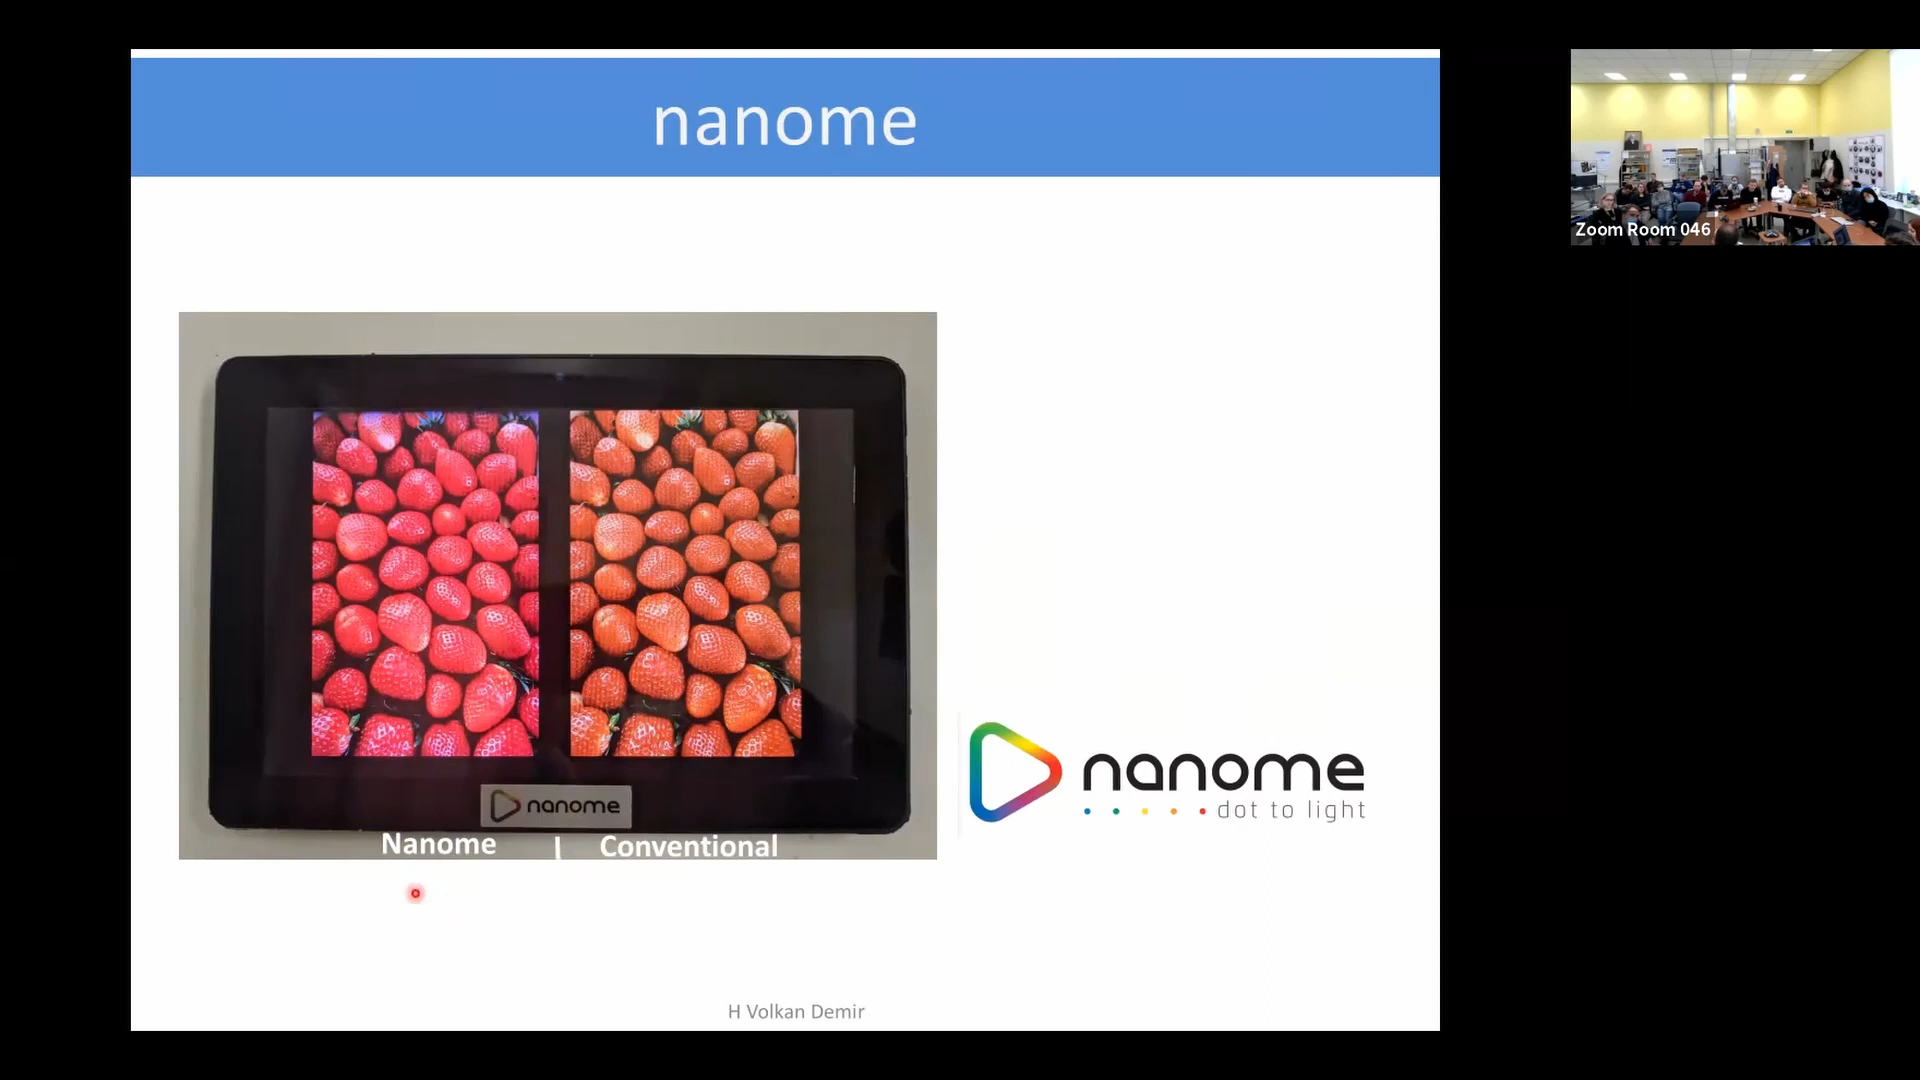 nanome
Zoom Room 046
nanome
Nanome | Conventional
nanome
dot to light
H Volkan Demir